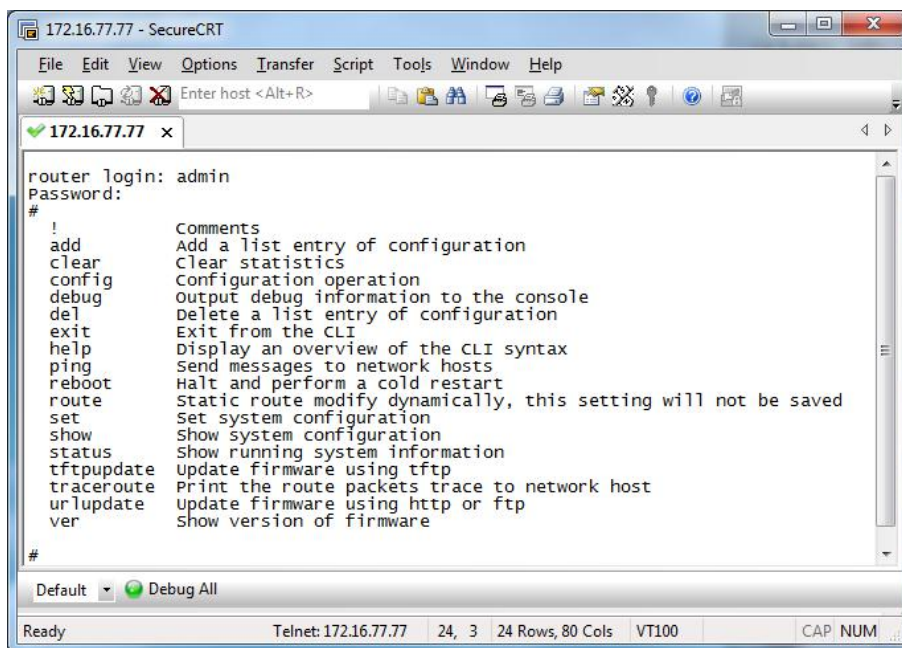 172.16.77.77 - SecureCRT
File Edit View Options Transfer Script Tools Window Help
Enter host <Alt+R>
172.16.77.77 x
router login: admin
Password:
#
! Comments
add Add a list entry of configuration
clear Clear statistics
config Configuration operation
debug Output debug information to the console
del Delete a list entry of configuration
exit Exit from the CLI
help Display an overview of the CLI syntax
ping Send messages to network hosts
reboot Halt and perform a cold restart
route Static route modify dynamically, this setting will not be saved
set Set system configuration
show Show system configuration
status Show running system information
tftpupdate Update firmware using tftp
traceroute Print the route packets trace to network host
urlupdate Update firmware using http or ftp
ver Show version of firmware
#
Default Debug All
Ready Telnet: 172.16.77.77 24, 3 24 Rows, 80 Cols VT100 CAP NUM